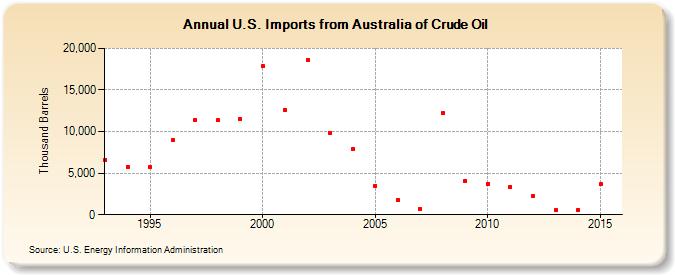 Annual U.S. Imports from Australia of Crude Oil
Thousand Barrels
20,000
15,000
10,000
5,000
0
1995 2000 2005 2010 2015
Source: U.S. Energy Information Administration